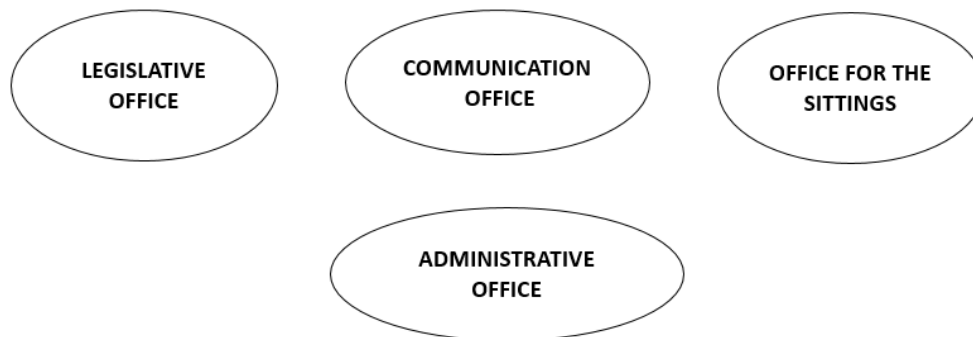 LEGISLATIVE
OFFICE
COMMUNICATION
OFFICE
OFFICE FOR THE
SITTINGS
ADMINISTRATIVE
OFFICE